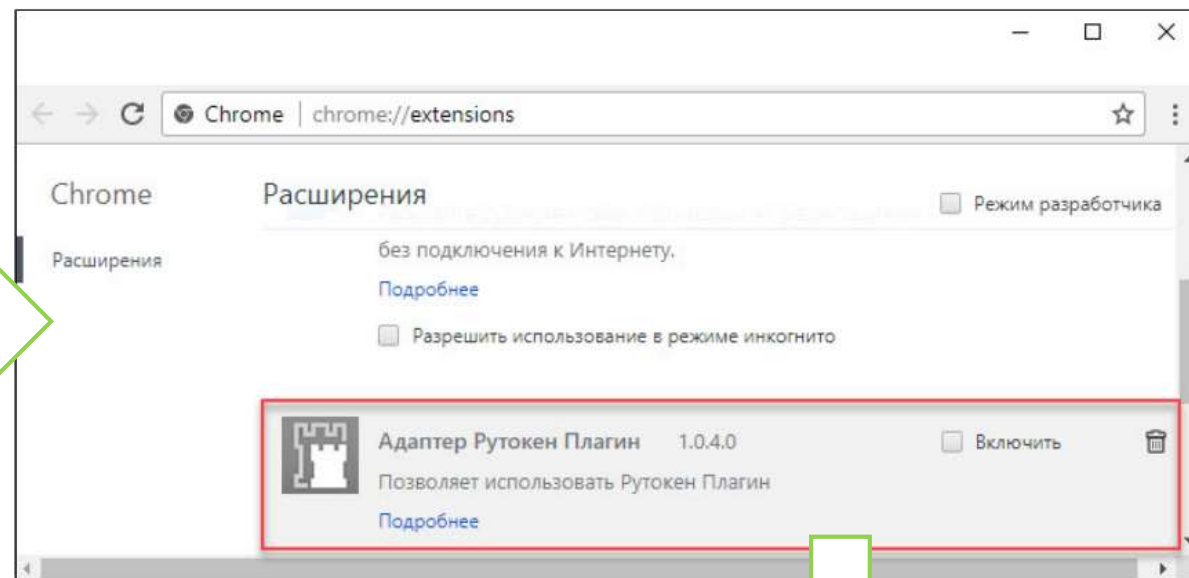 Chrome | chrome://extensions
Chrome
Расширения
Режим разработчика
Расширения
без подключения к Интернету.
Подробнее
Разрешить использование в режиме инкогнито
Адаптер Рутокен Плагин 1.0.4.0
Включить
Позволяет использовать Рутокен Плагин
Подробнее